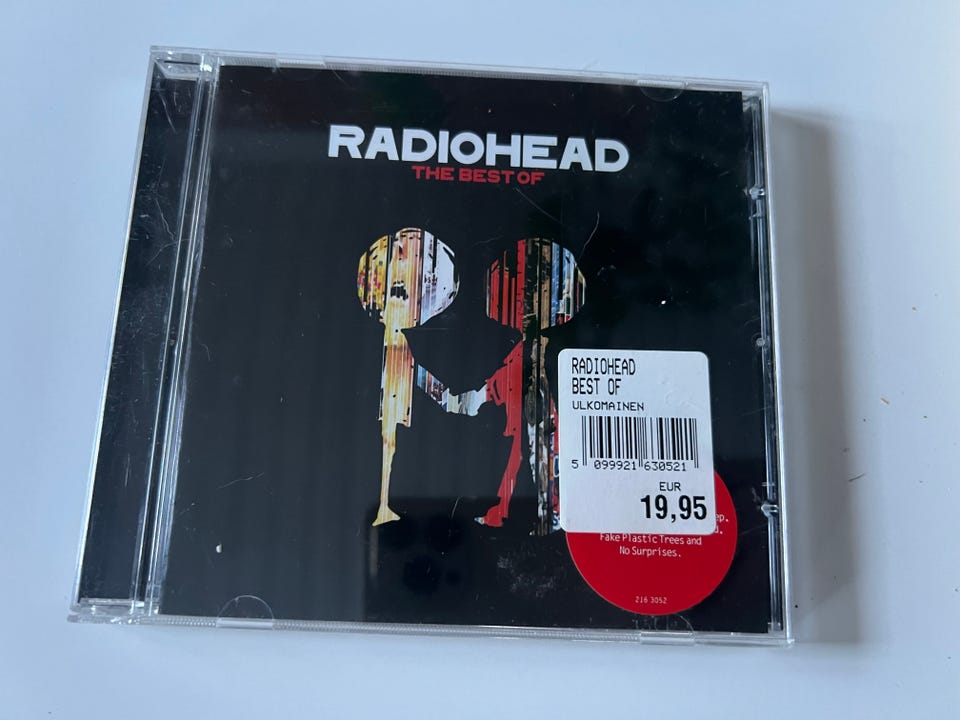 RADIOHEAD
THE BEST OF
RADIOHEAD
BEST OF
ULKOMAINEN
5 099921 630521
EUR
19,95
ep.
Fake Plastic Trees and
No Surprises.
216 3052